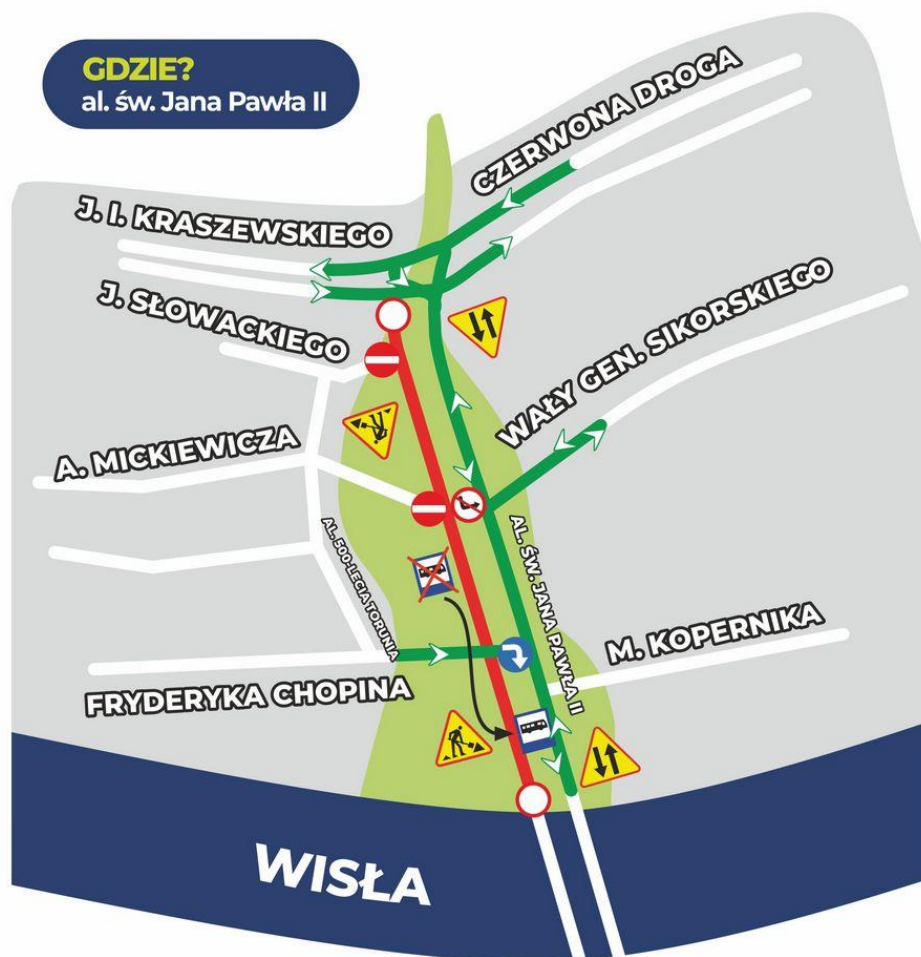 GDZIE?
al. św. Jana Pawła II
CZERWONA DROGA
J. I. KRASZEWSKIEGO
J. SŁOWACKIEGO
WAŁY GEN. SIKORSKIEGO
A. MICKIEWICZA
AL. 500-LECIA TORUNIA
AL. ŚW. JANA PAWŁA II
M. KOPERNIKA
FRYDERYKA CHOPINA
WISŁA